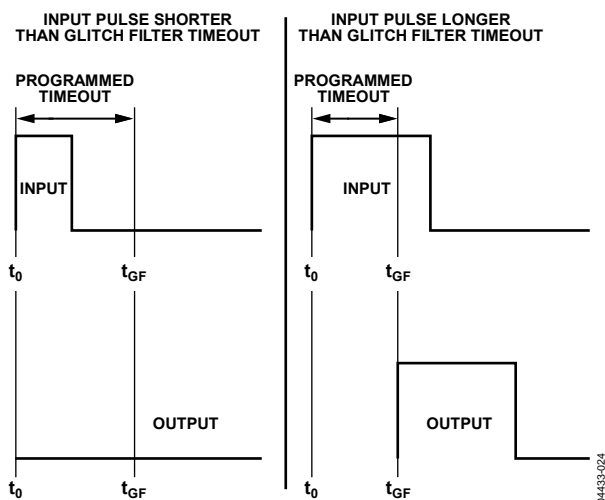 INPUT PULSE SHORTER
THAN GLITCH FILTER TIMEOUT
INPUT PULSE LONGER
THAN GLITCH FILTER TIMEOUT
PROGRAMMED
TIMEOUT
PROGRAMMED
TIMEOUT
INPUT
INPUT
t0
tGF
t0
tGF
OUTPUT
OUTPUT
t0
tGF
t0
tGF
04433-024